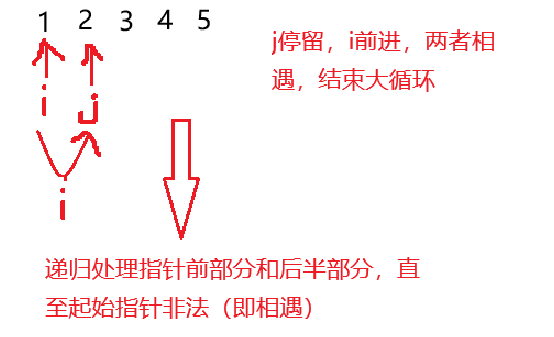 1 2 3 4 5
j停留，i前进，两者相
遇，结束大循环
i j
i
递归处理指针前部分和后半部分，直
至起始指针非法（即相遇）